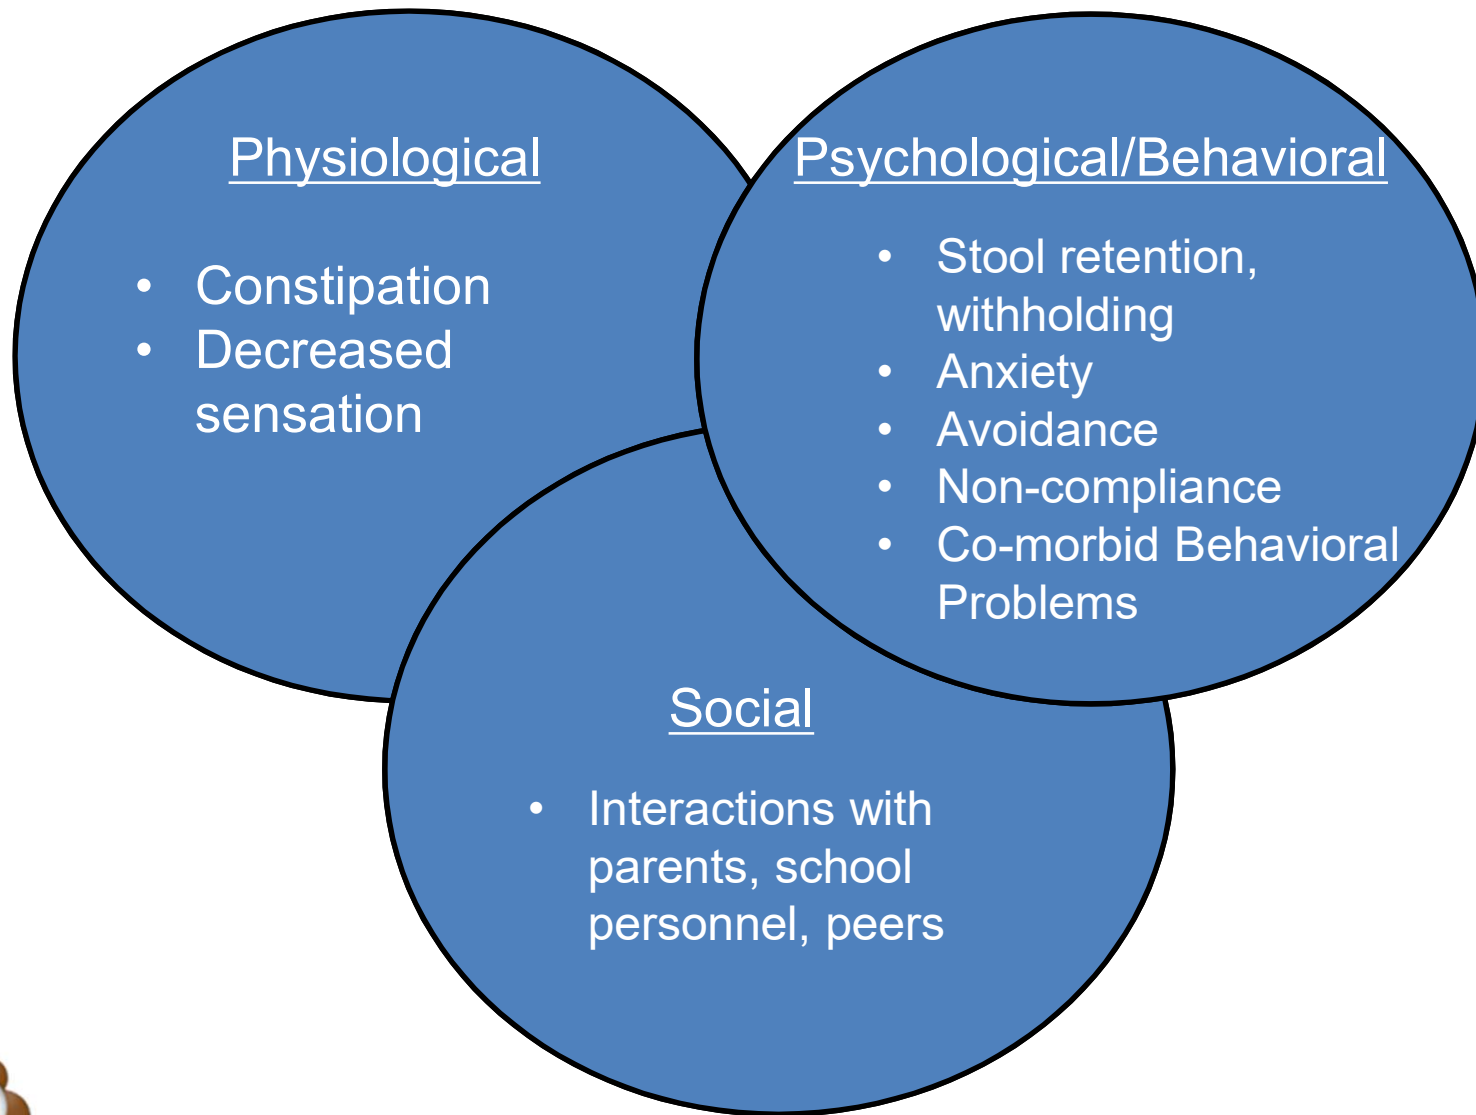 Physiological
• Constipation
• Decreased
sensation
Psychological/Behavioral
• Stool retention,
withholding
• Anxiety
• Avoidance
• Non-compliance
• Co-morbid Behavioral
Problems
Social
• Interactions with
parents, school
personnel, peers